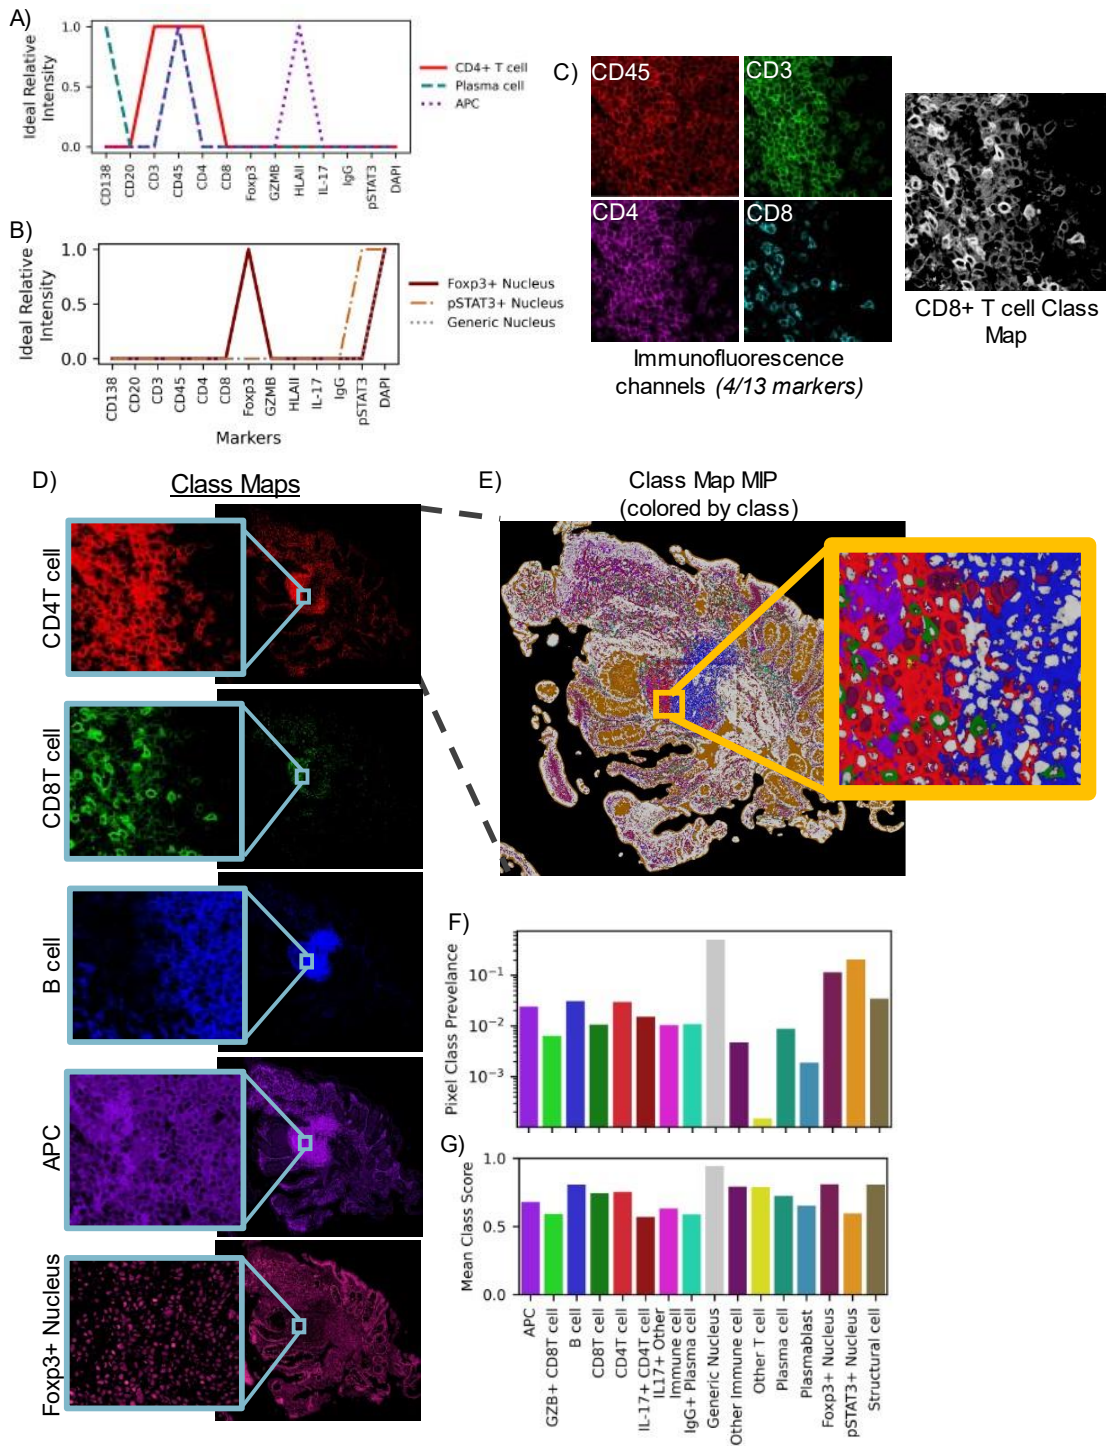 A)
Ideal Relative
Intensity
1.0
0.5
0.0
CD138
CD20
CD3
CD45
CD4
CD8
Foxp3
GZMB
HLAII
IL-17
IgG
pSTAT3
DAPI
CD4+ T cell
Plasma cell
APC
B)
Ideal Relative
Intensity
1.0
0.5
0.0
CD138
CD20
CD3
CD45
CD4
CD8
Foxp3
GZMB
HLAII
IL-17
IgG
pSTAT3
DAPI
Markers
Foxp3+ Nucleus
pSTAT3+ Nucleus
Generic Nucleus
C)
CD45
CD3
CD4
CD8
Immunofluorescence
channels (4/13 markers)
CD8+ T cell Class
Map
D)
Class Maps
CD4T cell
CD8T cell
B cell
APC
Foxp3+ Nucleus
E)
Class Map MIP
(colored by class)
F)
Pixel Class Prevelance
10−1
10−2
10−3
G)
Mean Class Score
1.0
0.5
0.0
APC
GZB+ CD8T cell
B cell
CD8T cell
CD4T cell
IL-17+ CD4T cell
IL17+ Other
Immune cell
IgG+ Plasma cell
Generic Nucleus
Other Immune cell
Other T cell
Plasma cell
Plasmablast
Foxp3+ Nucleus
pSTAT3+ Nucleus
Structural cell